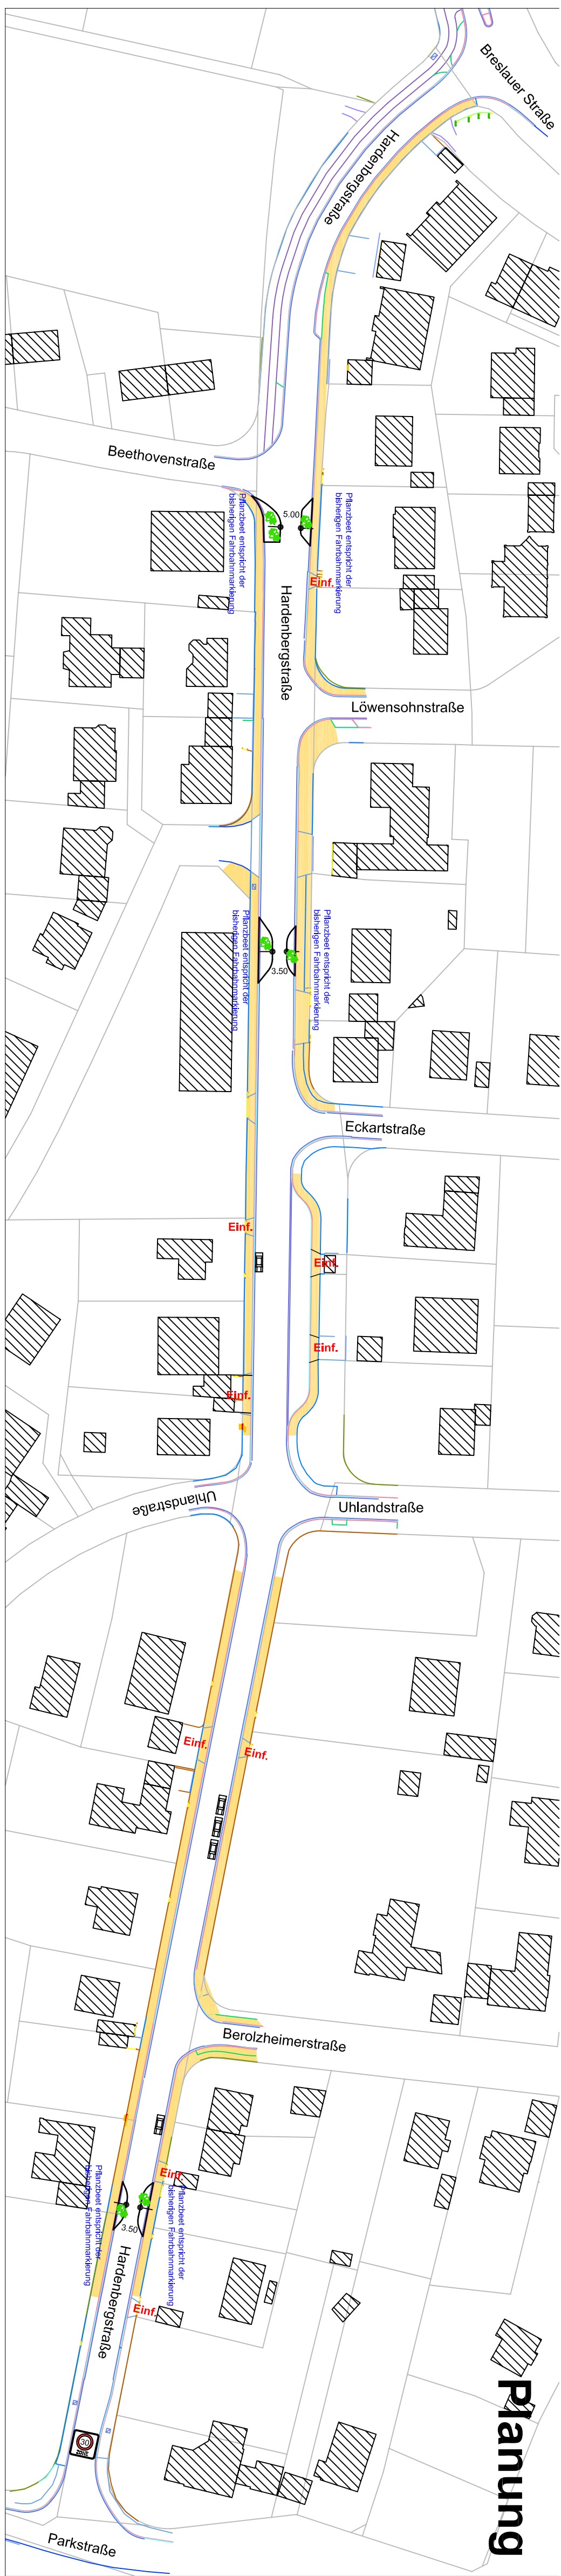 Breslauer Straße
Hardenbergstraße
Beethovenstraße
5.00
Pflanzbeet entspricht der
bisherigen Fahrbahnmarkierung
Pflanzbeet entspricht der
bisherigen Fahrbahnmarkierung
Einf.
Hardenbergstraße
Löwensohnstraße
Pflanzbeet entspricht der
bisherigen Fahrbahnmarkierung
Pflanzbeet entspricht der
bisherigen Fahrbahnmarkierung
3.50
Eckartstraße
Einf.
Einf.
Einf.
Einf.
Uhlandstraße
Uhlandstraße
Einf.
Einf.
Berolzheimerstraße
Einf.
Pflanzbeet entspricht der
bisherigen Fahrbahnmarkierung
Pflanzbeet entspricht der
bisherigen Fahrbahnmarkierung
3.50
Hardenbergstraße
Einf.
30
ZONE
Parkstraße
Planung